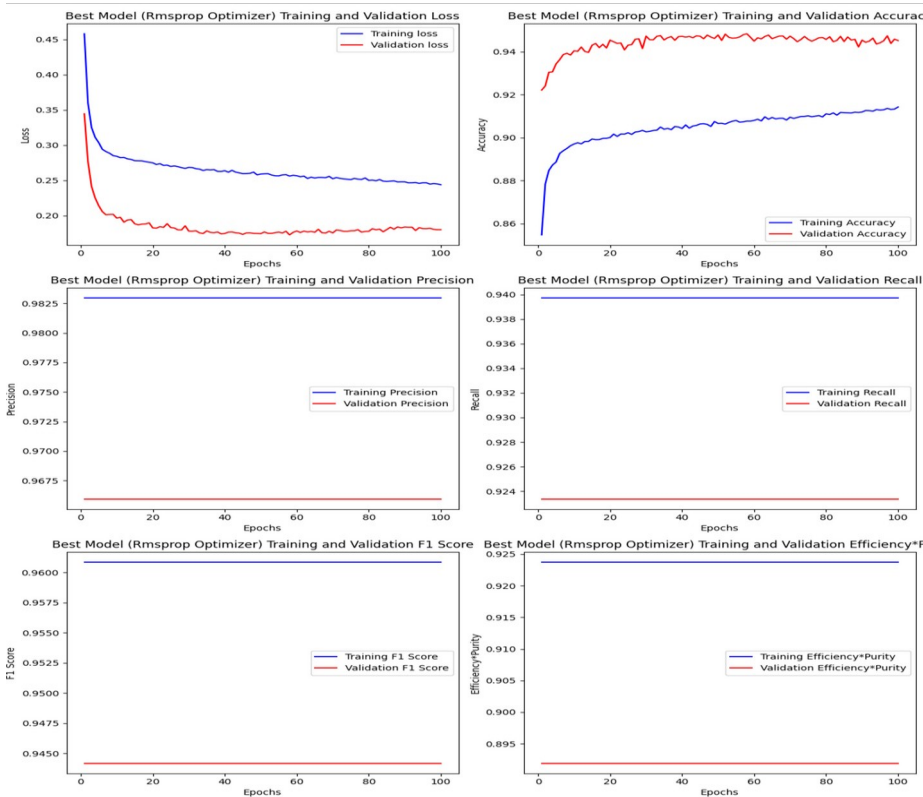 Best Model (Rmsprop Optimizer) Training and Validation Loss
0.45
0.40
0.35
0.30
0.25
0.20
Loss
Training loss
Validation loss
0 20 40 60 80 100
Epochs
Best Model (Rmsprop Optimizer) Training and Validation Accurac
0.94
0.92
0.90
0.88
0.86
Accuracy
Training Accuracy
Validation Accuracy
0 20 40 60 80 100
Epochs
Best Model (Rmsprop Optimizer) Training and Validation Precision
0.9825
0.9800
0.9775
0.9750
0.9725
0.9700
0.9675
Precision
Training Precision
Validation Precision
0 20 40 60 80 100
Epochs
Best Model (Rmsprop Optimizer) Training and Validation Recall
0.940
0.938
0.936
0.934
0.932
0.930
0.928
0.926
0.924
Recall
Training Recall
Validation Recall
0 20 40 60 80 100
Epochs
Best Model (Rmsprop Optimizer) Training and Validation F1 Score
0.9600
0.9575
0.9550
0.9525
0.9500
0.9475
0.9450
F1 Score
Training F1 Score
Validation F1 Score
0 20 40 60 80 100
Epochs
Best Model (Rmsprop Optimizer) Training and Validation Efficiency*P
0.925
0.920
0.915
0.910
0.905
0.900
0.895
Efficiency*Purity
Training Efficiency*Purity
Validation Efficiency*Purity
0 20 40 60 80 100
Epochs